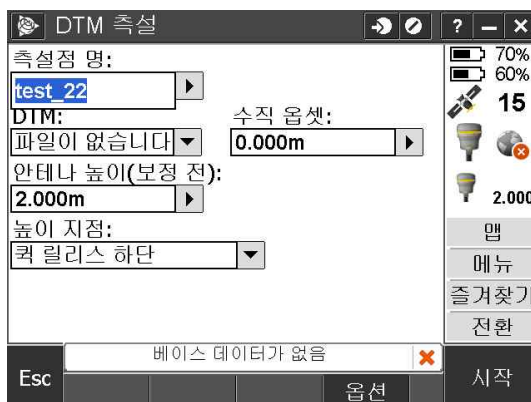 DTM 측설
? – ×
측설점 명:
test_22
DTM:
수직 옵셋:
파일이 없습니다
0.000m
안테나 높이(보정 전):
2.000m
높이 지점:
퀵 릴리스 하단
70%
60%
15
2.000
맵
메뉴
즐겨찾기
전환
베이스 데이터가 없음
Esc
옵션
시작